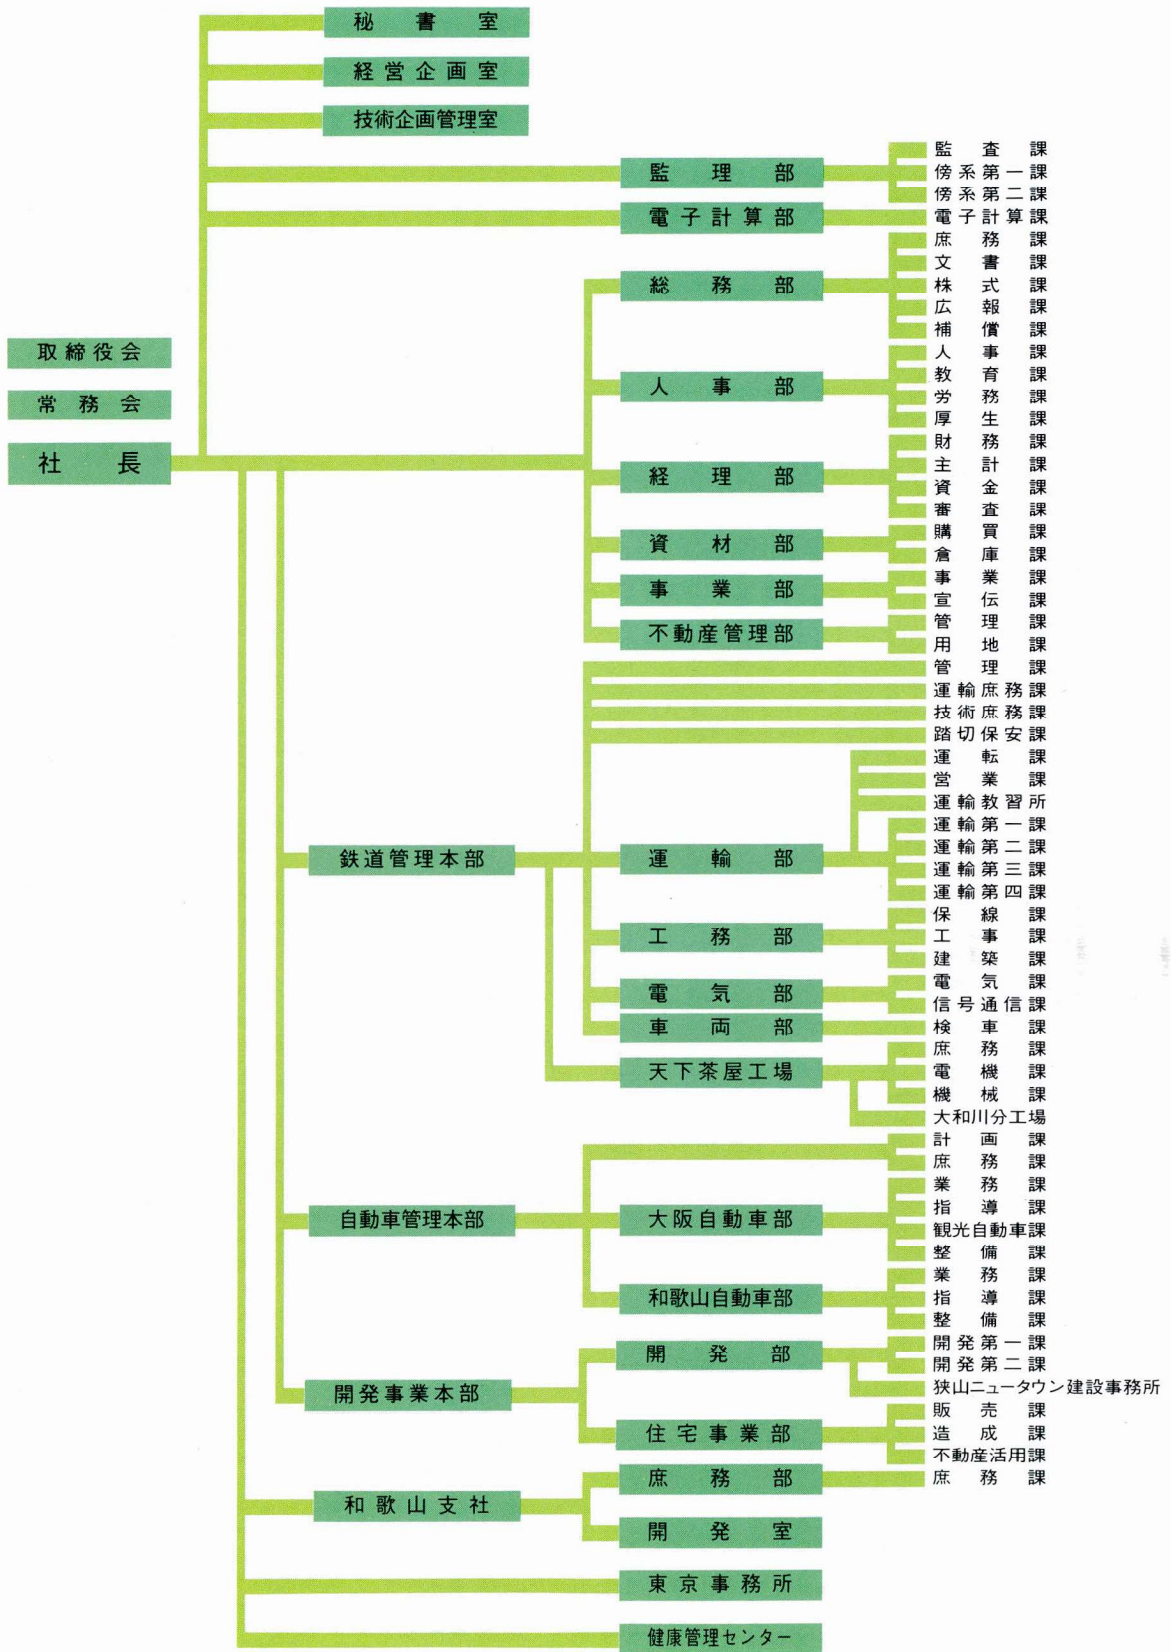 秘書室
経営企画室
技術企画管理室
監査課
監理部
傍系第一課
傍系第二課
電子計算部
電子計算課
庶務課
文書課
総務部
株式課
広報課
補償課
取締役会
人事課
教育課
人事部
常務会
労務課
厚生課
財務課
社長
主計課
経理部
資金課
審査課
購買課
資材部
倉庫課
事業課
事業部
宣伝課
管理課
不動産管理部
用地課
管理課
運輸庶務課
技術庶務課
踏切保安課
運転課
営業課
運輸教習所
運輸第一課
運輸第二課
鉄道管理本部
運輸部
運輸第三課
運輸第四課
保線課
工務部
工事課
建築課
電気課
電気部
信号通信課
車両部
検車課
庶務課
天下茶屋工場
電機課
機械課
大和川分工場
計画課
庶務課
業務課
指導課
自動車管理本部
大阪自動車部
観光自動車課
整備課
業務課
和歌山自動車部
指導課
整備課
開発第一課
開発部
開発第二課
狭山ニュータウン建設事務所
開発事業本部
販売課
住宅事業部
造成課
不動産活用課
庶務部
庶務課
和歌山支社
開発室
東京事務所
健康管理センター